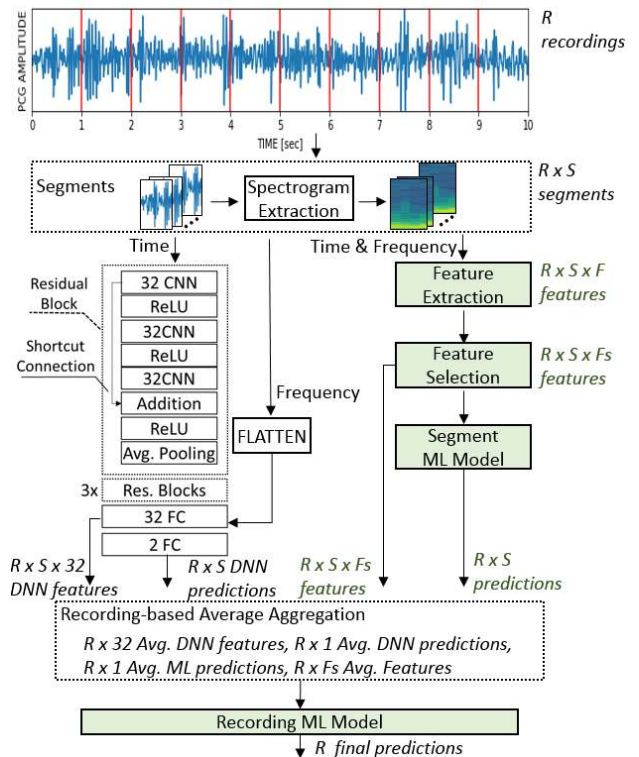 PCG AMPLITUDE
R
recordings
0 1 2 3 4 5 6 7 8 9 10
TIME [sec]
Segments
Spectrogram
Extraction
R x S
segments
Time
Time & Frequency
Residual
Block
Shortcut
Connection
32 CNN
ReLU
32CNN
ReLU
32CNN
Addition
ReLU
Avg. Pooling
3x
Res. Blocks
32 FC
2 FC
Frequency
FLATTEN
Feature
Extraction
R x S x F
features
Feature
Selection
R x S x Fs
features
Segment
ML Model
R x S x 32
DNN features
R x S DNN
predictions
R x S x Fs
features
R x S
predictions
Recording-based Average Aggregation
R x 32 Avg. DNN features, R x 1 Avg. DNN predictions,
R x 1 Avg. ML predictions, R x Fs Avg. Features
Recording ML Model
R final predictions